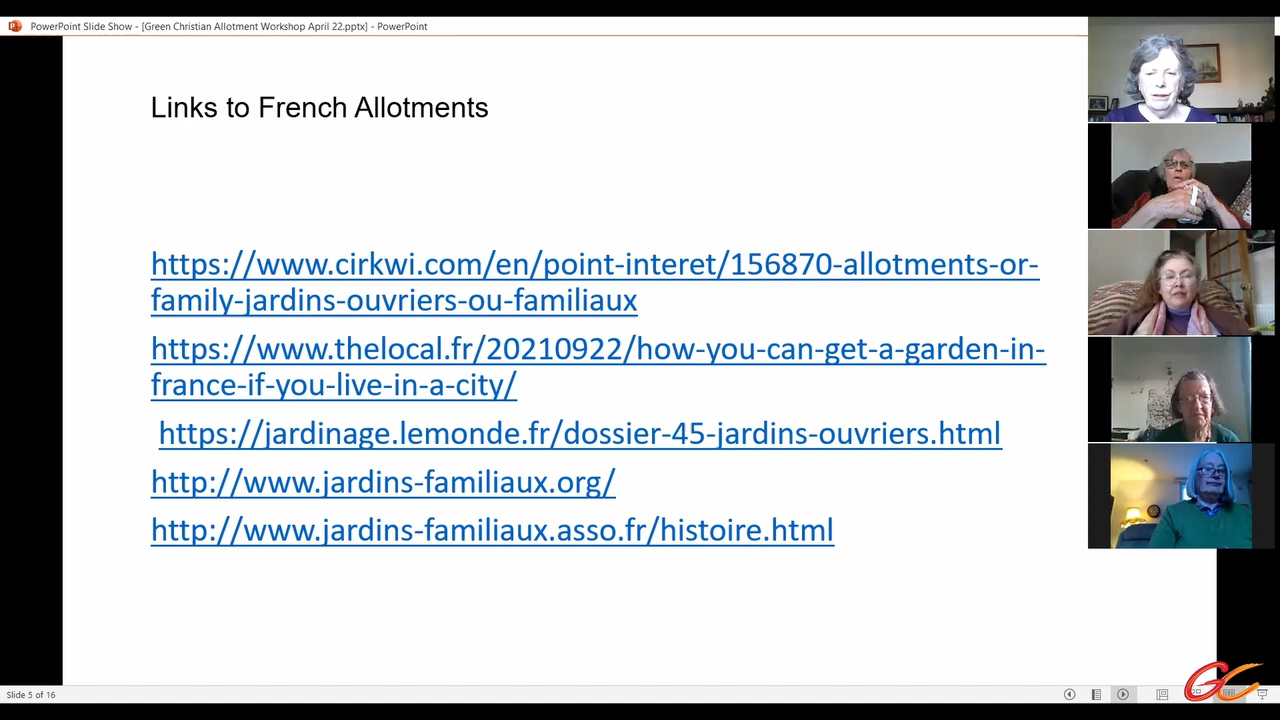 PowerPoint Slide Show - [Green Christian Allotment Workshop April 22.pptx] - PowerPoint
Links to French Allotments
https://www.cirkwi.com/en/point-interet/156870-allotments-or-
family-jardins-ouvriers-ou-familiaux
https://www.thelocal.fr/20210922/how-you-can-get-a-garden-in-
france-if-you-live-in-a-city/
https://jardinage.lemonde.fr/dossier-45-jardins-ouvriers.html
http://www.jardins-familiaux.org/
http://www.jardins-familiaux.asso.fr/histoire.html
Slide 5 of 16
GC